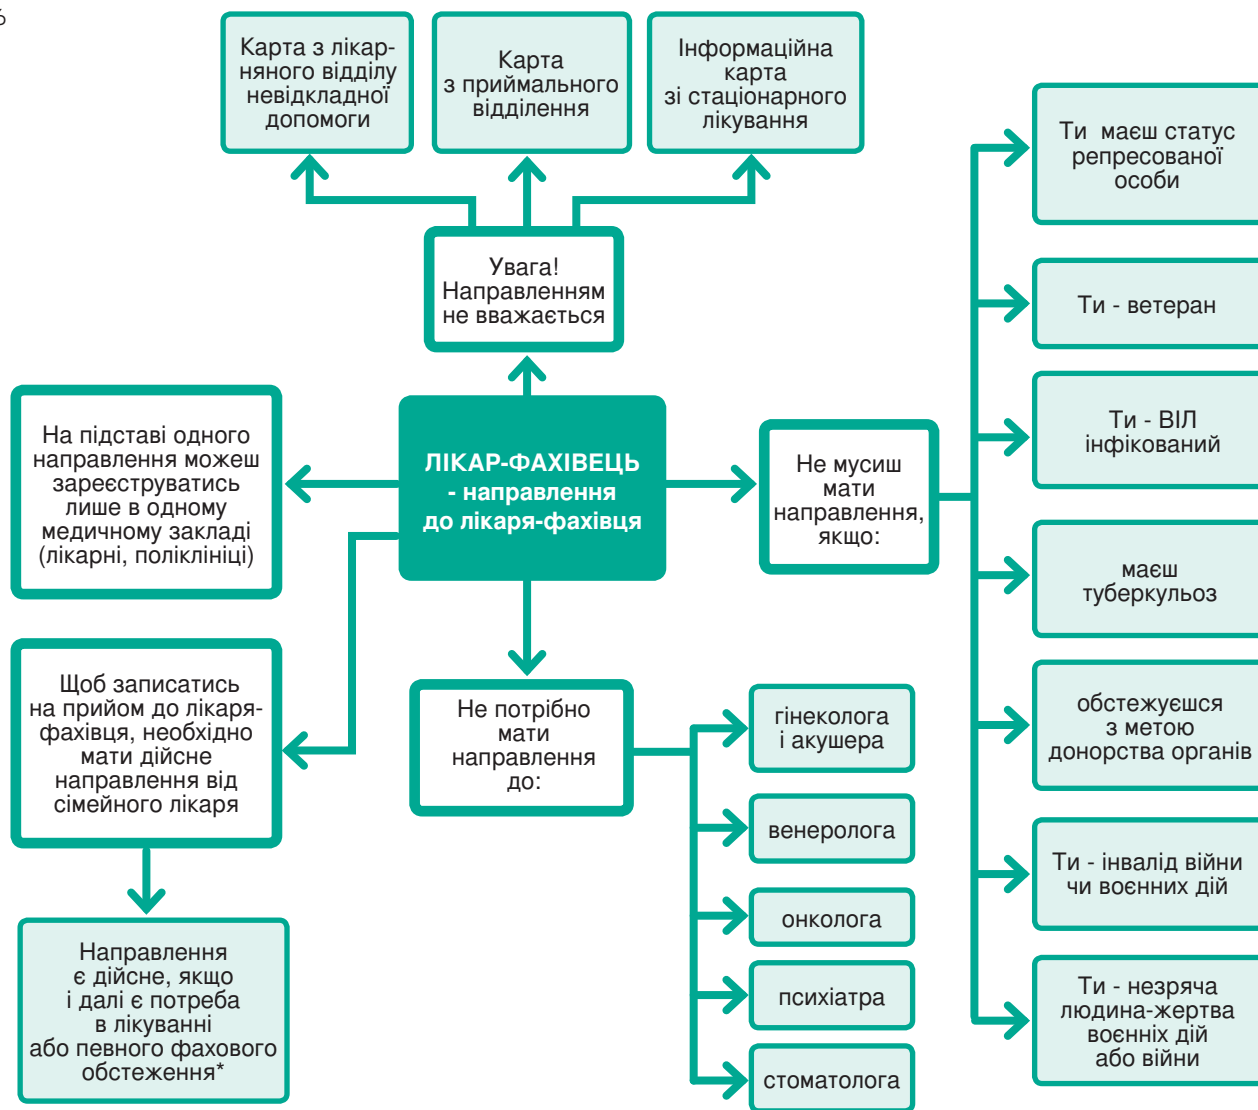 Карта з лікар-
няного відділу
невідкладної
допомоги
Карта
з приймального
відділення
Інформаційна
карта
зі стаціонарного
лікування
Увага!
Направленням
не вважається
ЛІКАР-ФАХІВЕЦЬ
- направлення
до лікаря-фахівця
На підставі одного
направлення можеш
зареєструватись
лише в одному
медичному закладі
(лікарні, поліклініці)
Щоб записатись
на прийом до лікаря-
фахівця, необхідно
мати дійсне
направлення від
сімейного лікаря
Направлення
є дійсне, якщо
і далі є потреба
в лікуванні
або певного фахового
обстеження*
Не потрібно
мати
направлення
до:
гінеколога
і акушера
венеролога
онколога
психіатра
стоматолога
Не мусиш
мати
направлення,
якщо:
Ти маєш статус
репресованої
особи
Ти - ветеран
Ти - ВІЛ
інфікований
маєш
туберкульоз
обстежуєшся
з метою
донорства органів
Ти - інвалід війни
чи воєнних дій
Ти - незряча
людина-жертва
воєнніх дій
або війни